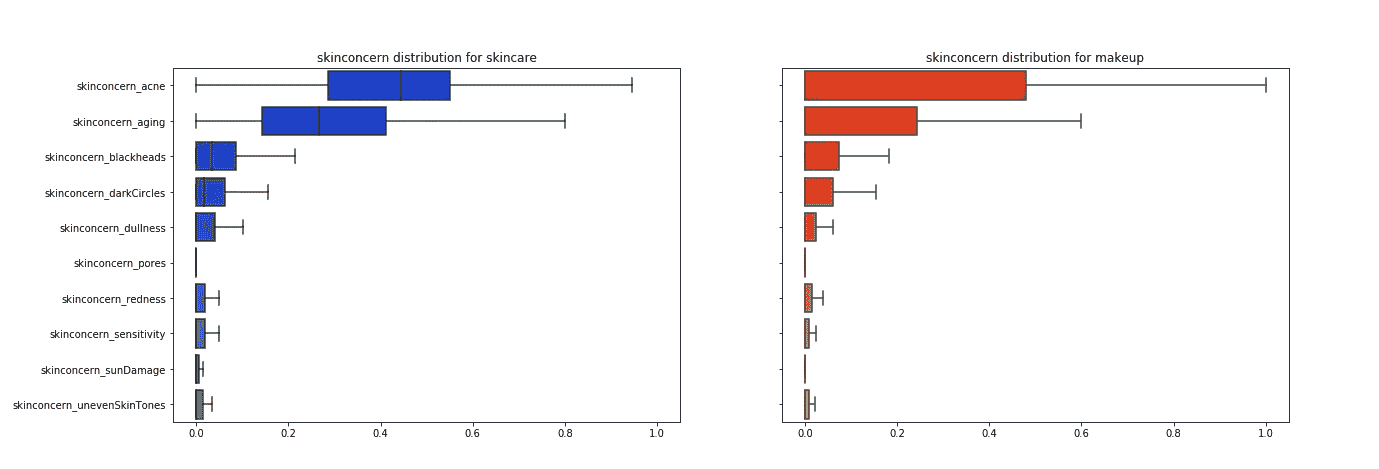 skinconcern distribution for skincare
skinconcern_acne
skinconcern_aging
skinconcern_blackheads
skinconcern_darkCircles
skinconcern_dullness
skinconcern_pores
skinconcern_redness
skinconcern_sensitivity
skinconcern_sunDamage
skinconcern_unevenSkinTones
0.0 0.2 0.4 0.6 0.8 1.0
skinconcern distribution for makeup
0.0 0.2 0.4 0.6 0.8 1.0